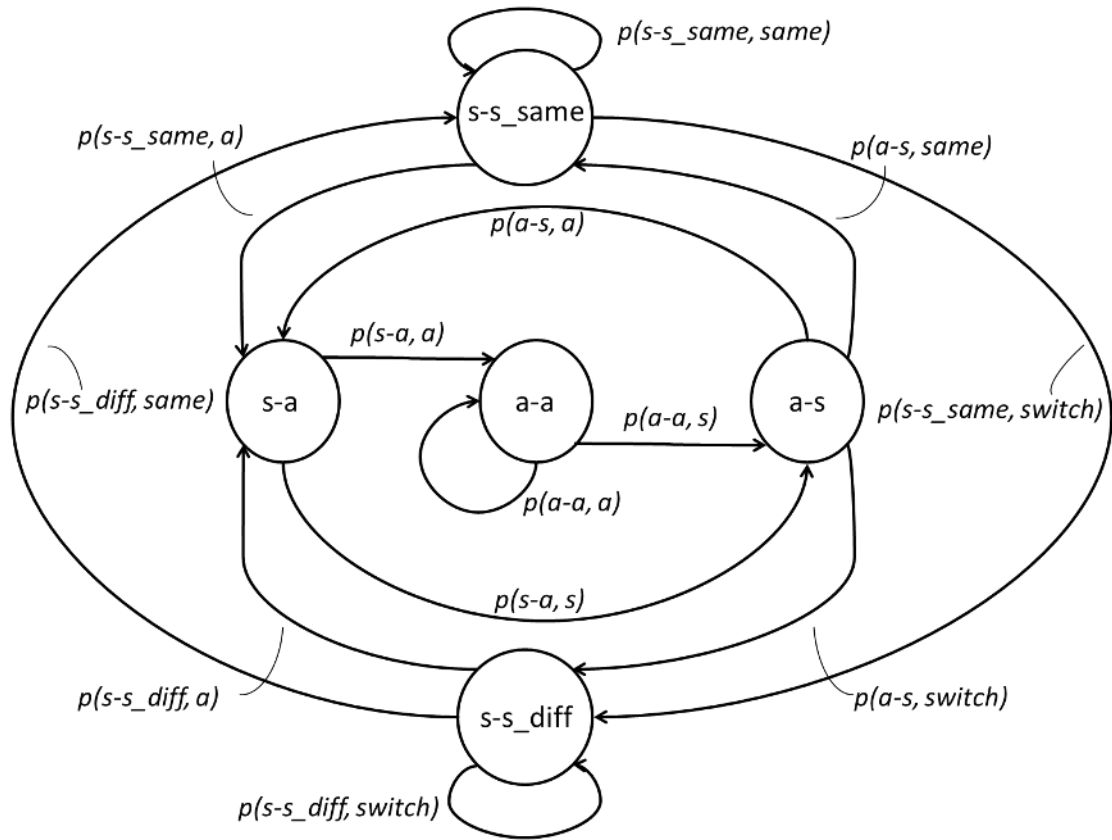 p(s-s_same, same)
s-s_same
p(s-s_same, a)
p(a-s, same)
p(a-s, a)
p(s-a, a)
p(s-s_diff, same)
s-a
a-a
a-s
p(s-s_same, switch)
p(a-a, s)
p(a-a, a)
p(s-a, s)
p(s-s_diff, a)
p(a-s, switch)
s-s_diff
p(s-s_diff, switch)